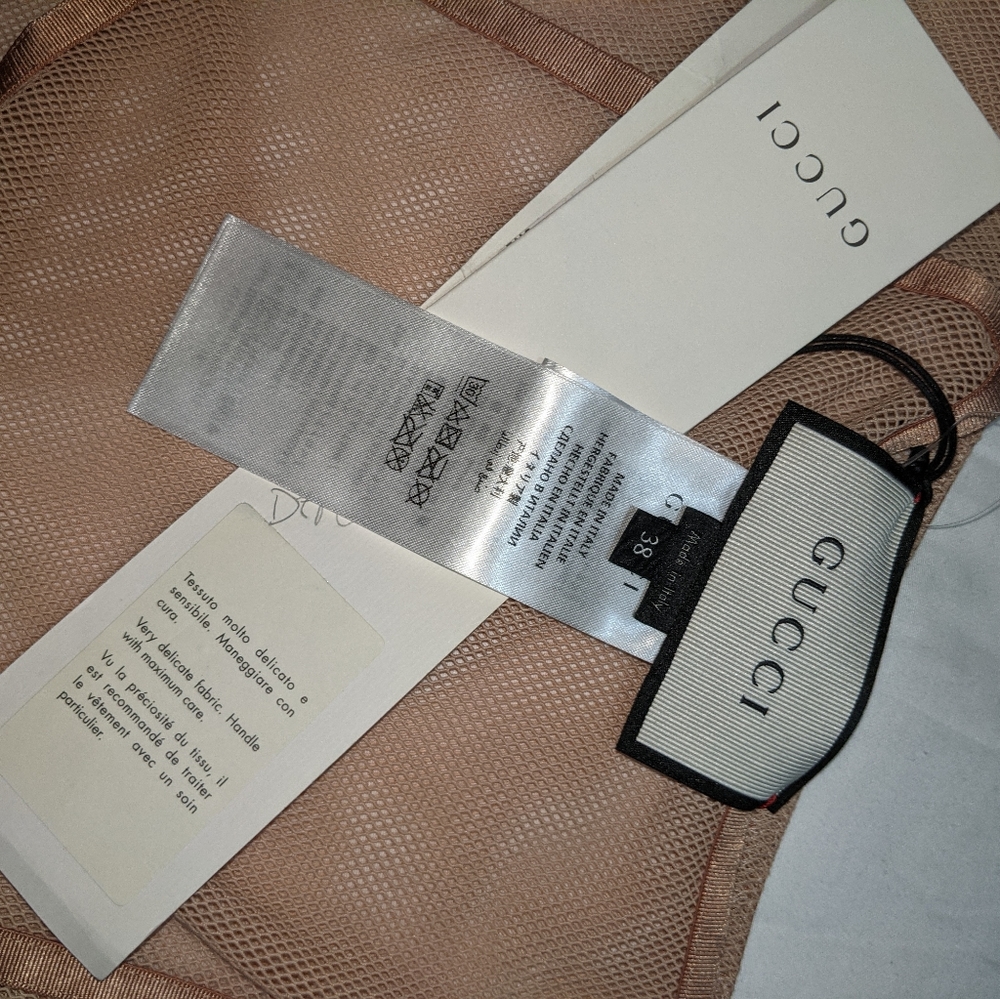 GUCCI
GUCCI
Made in Italy
38
MADE IN ITALY
FABRIQUE EN ITALIE
HERGESTELLT IN ITALIEN
HECHO EN ITALIA
СДЕЛАНО В ИТАЛИИ
イタリア製
Tessuto molto delicato e
sensibile. Maneggiare con
cura.
Very delicate fabric. Handle
with maximum care.
Vu la préciosité du tissu, il
est recommandé de traiter
le vêtement avec un soin
particulier.